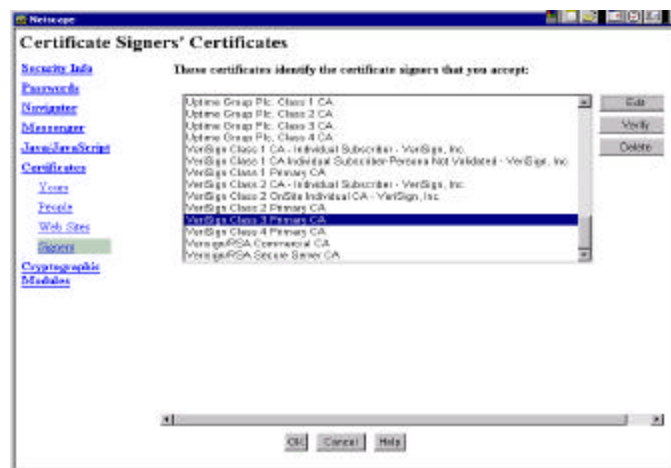 Netscape
Certificate Signers' Certificates
Security Info
Passwords
Navigator
Messenger
Java/JavaScript
Certificates
Yours
People
Web Sites
Signers
Cryptographic
Modules
These certificates identify the certificate signers that you accept:
Uptime Group Plc. Class 1 CA
Uptime Group Plc. Class 2 CA
Uptime Group Plc. Class 3 CA
Uptime Group Plc. Class 4 CA
VeriSign Class 1 CA - Individual Subscriber - VeriSign, Inc.
VeriSign Class 1 CA Individual Subscriber-Persona Not Validated - VeriSign, Inc.
VeriSign Class 1 Primary CA
VeriSign Class 2 CA - Individual Subscriber - VeriSign, Inc.
VeriSign Class 2 OnSite Individual CA - VeriSign, Inc.
VeriSign Class 2 Primary CA
VeriSign Class 3 Primary CA
VeriSign Class 4 Primary CA
Verisign/RSA Commercial CA
Verisign/RSA Secure Server CA
Edit
Verify
Delete
OK
Cancel
Help